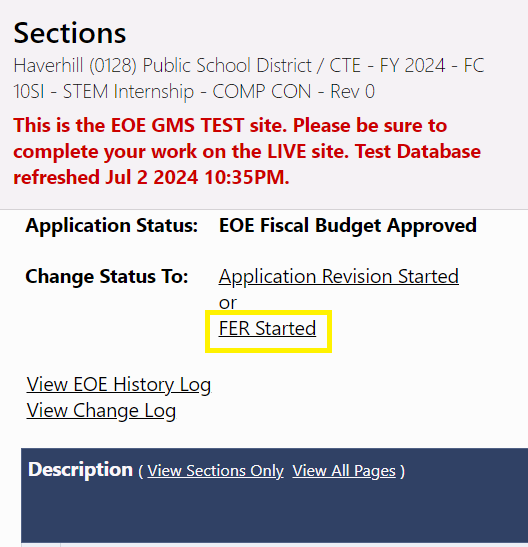 Sections
Haverhill (0128) Public School District / CTE - FY 2024 - FC
10SI - STEM Internship - COMP CON - Rev 0
This is the EOE GMS TEST site. Please be sure to
complete your work on the LIVE site. Test Database
refreshed Jul 2 2024 10:35PM.
Application Status: EOE Fiscal Budget Approved
Change Status To: Application Revision Started
or
FER Started
View EOE History Log
View Change Log
Description ( View Sections Only View All Pages )